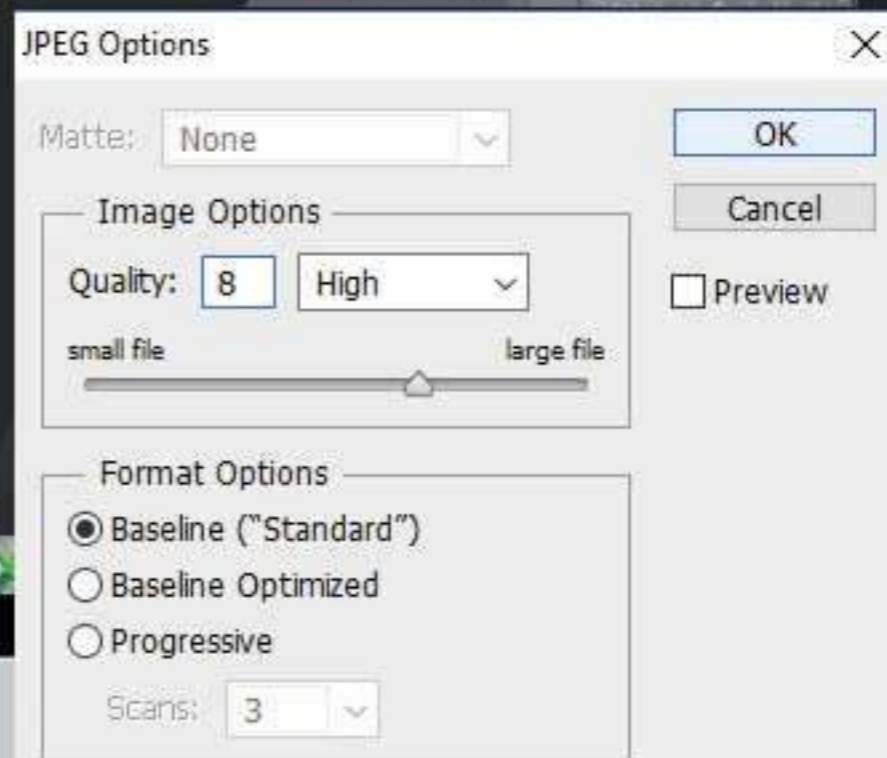 JPEG Options
Matte: None
OK
Image Options
Cancel
Quality: 8 High
Preview
small file large file
Format Options
Baseline (“Standard”)
Baseline Optimized
Progressive
Scans: 3